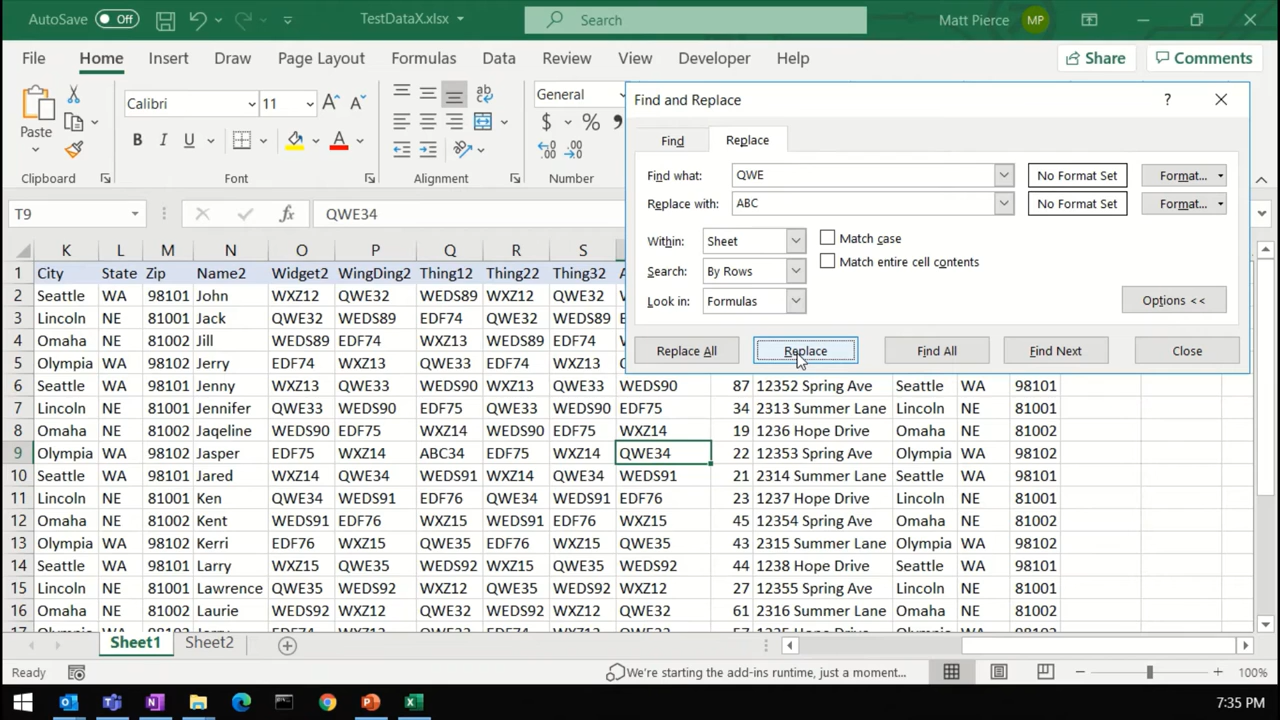 AutoSave Off TestDataX.xlsx Search Matt Pierce MP
File Home Insert Draw Page Layout Formulas Data Review View Developer Help Share Comments
Paste Calibri 11 General
$ % ,
B I U A
Clipboard Font Alignment Number
Find and Replace ?
Find Replace
Find what: QWE No Format Set Format...
Replace with: ABC No Format Set Format...
Within: Sheet Match case
Search: By Rows Match entire cell contents
Look in: Formulas Options <<
Replace All Replace Find All Find Next Close
T9 fx QWE34
K L M N O P Q R S
1 City State Zip Name2 Widget2 WingDing2 Thing12 Thing22 Thing32
2 Seattle WA 98101 John WXZ12 QWE32 WEDS89 WXZ12 QWE32
3 Lincoln NE 81001 Jack QWE32 WEDS89 EDF74 QWE32 WEDS89
4 Omaha NE 81001 Jill WEDS89 EDF74 WXZ13 WEDS89 EDF74
5 Olympia WA 98101 Jerry EDF74 WXZ13 QWE33 EDF74 WXZ13
6 Seattle WA 98101 Jenny WXZ13 QWE33 WEDS90 WXZ13 QWE33 WEDS90 87 12352 Spring Ave Seattle WA 98101
7 Lincoln NE 81001 Jennifer QWE33 WEDS90 EDF75 QWE33 WEDS90 EDF75 34 2313 Summer Lane Lincoln NE 81001
8 Omaha NE 81001 Jaqeline WEDS90 EDF75 WXZ14 WEDS90 EDF75 WXZ14 19 1236 Hope Drive Omaha NE 81001
9 Olympia WA 98102 Jasper EDF75 WXZ14 ABC34 EDF75 WXZ14 QWE34 22 12353 Spring Ave Olympia WA 98102
10 Seattle WA 98102 Jared WXZ14 QWE34 WEDS91 WXZ14 QWE34 WEDS91 21 2314 Summer Lane Seattle WA 98102
11 Lincoln NE 81002 Ken QWE34 WEDS91 EDF76 QWE34 WEDS91 EDF76 23 1237 Hope Drive Lincoln NE 81002
12 Omaha NE 81002 Kent WEDS91 EDF76 WXZ15 WEDS91 EDF76 WXZ15 45 12354 Spring Ave Omaha NE 81002
13 Olympia WA 98102 Kerri EDF76 WXZ15 QWE35 EDF76 WXZ15 QWE35 43 2315 Summer Lane Olympia WA 98102
14 Seattle WA 98102 Larry WXZ15 QWE35 WEDS92 WXZ15 QWE35 WEDS92 44 1238 Hope Drive Seattle WA 98102
15 Lincoln NE 81002 Lawrence QWE35 WEDS92 WXZ12 QWE35 WEDS92 WXZ12 27 12355 Spring Ave Lincoln NE 81002
16 Omaha NE 81002 Laurie WEDS92 WXZ12 QWE32 WEDS92 WXZ12 QWE32 61 2316 Summer Lane Omaha NE 81002
Sheet1 Sheet2
Ready We're starting the add-ins runtime, just a moment... 100%
7:35 PM